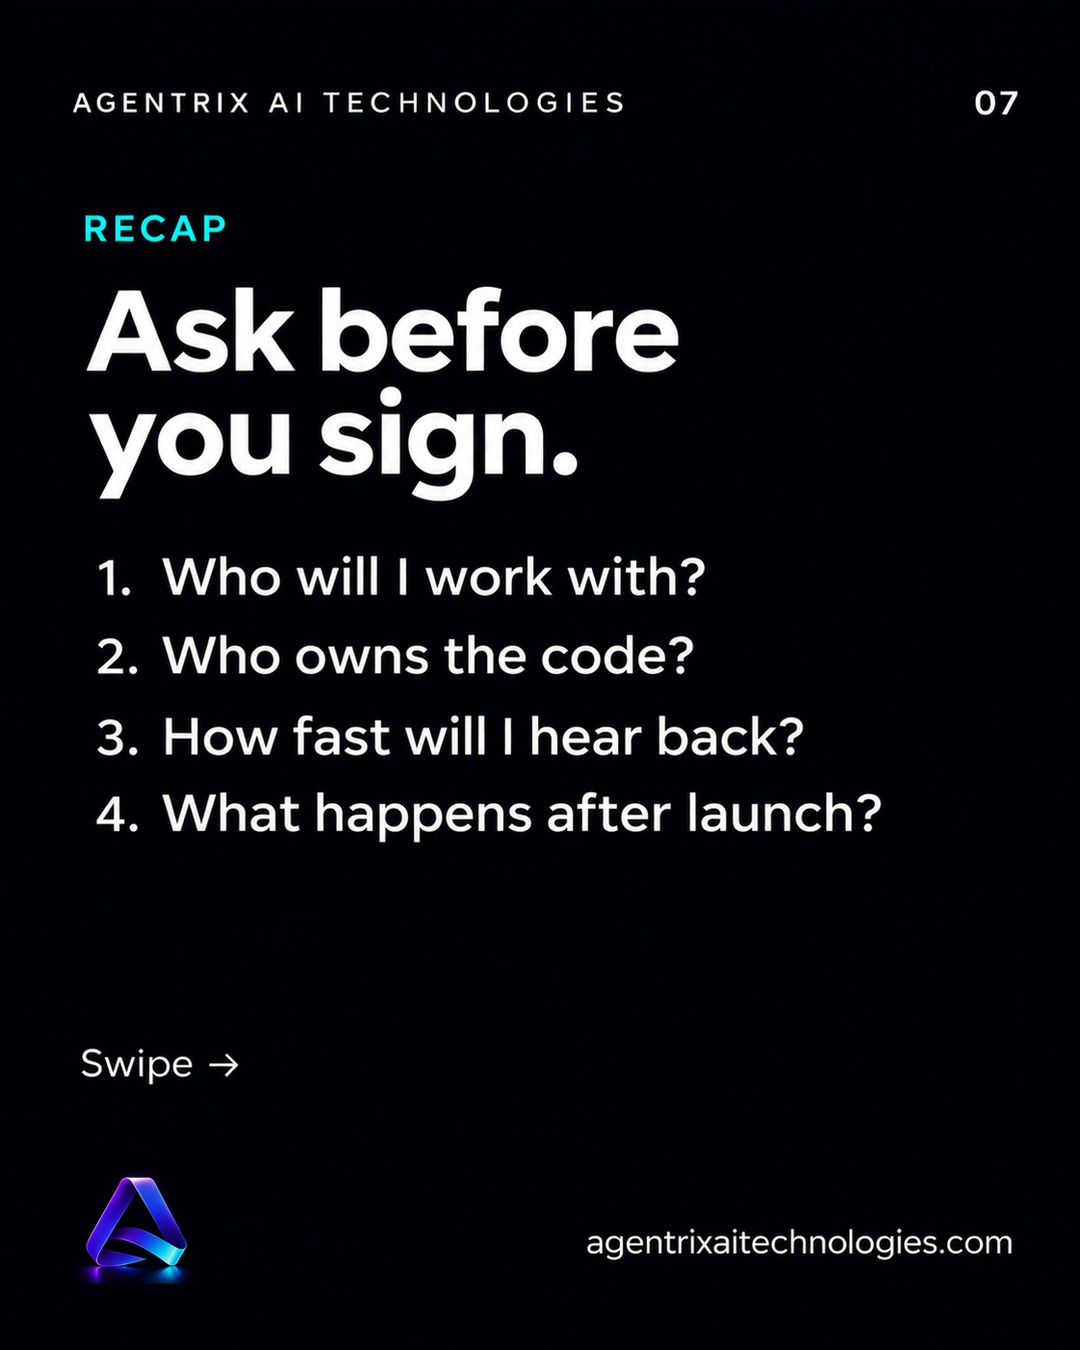 AGENTRIX AI TECHNOLOGIES
07
RECAP
Ask before
you sign.
1. Who will I work with?
2. Who owns the code?
3. How fast will I hear back?
4. What happens after launch?
Swipe →
agentrixaitechnologies.com